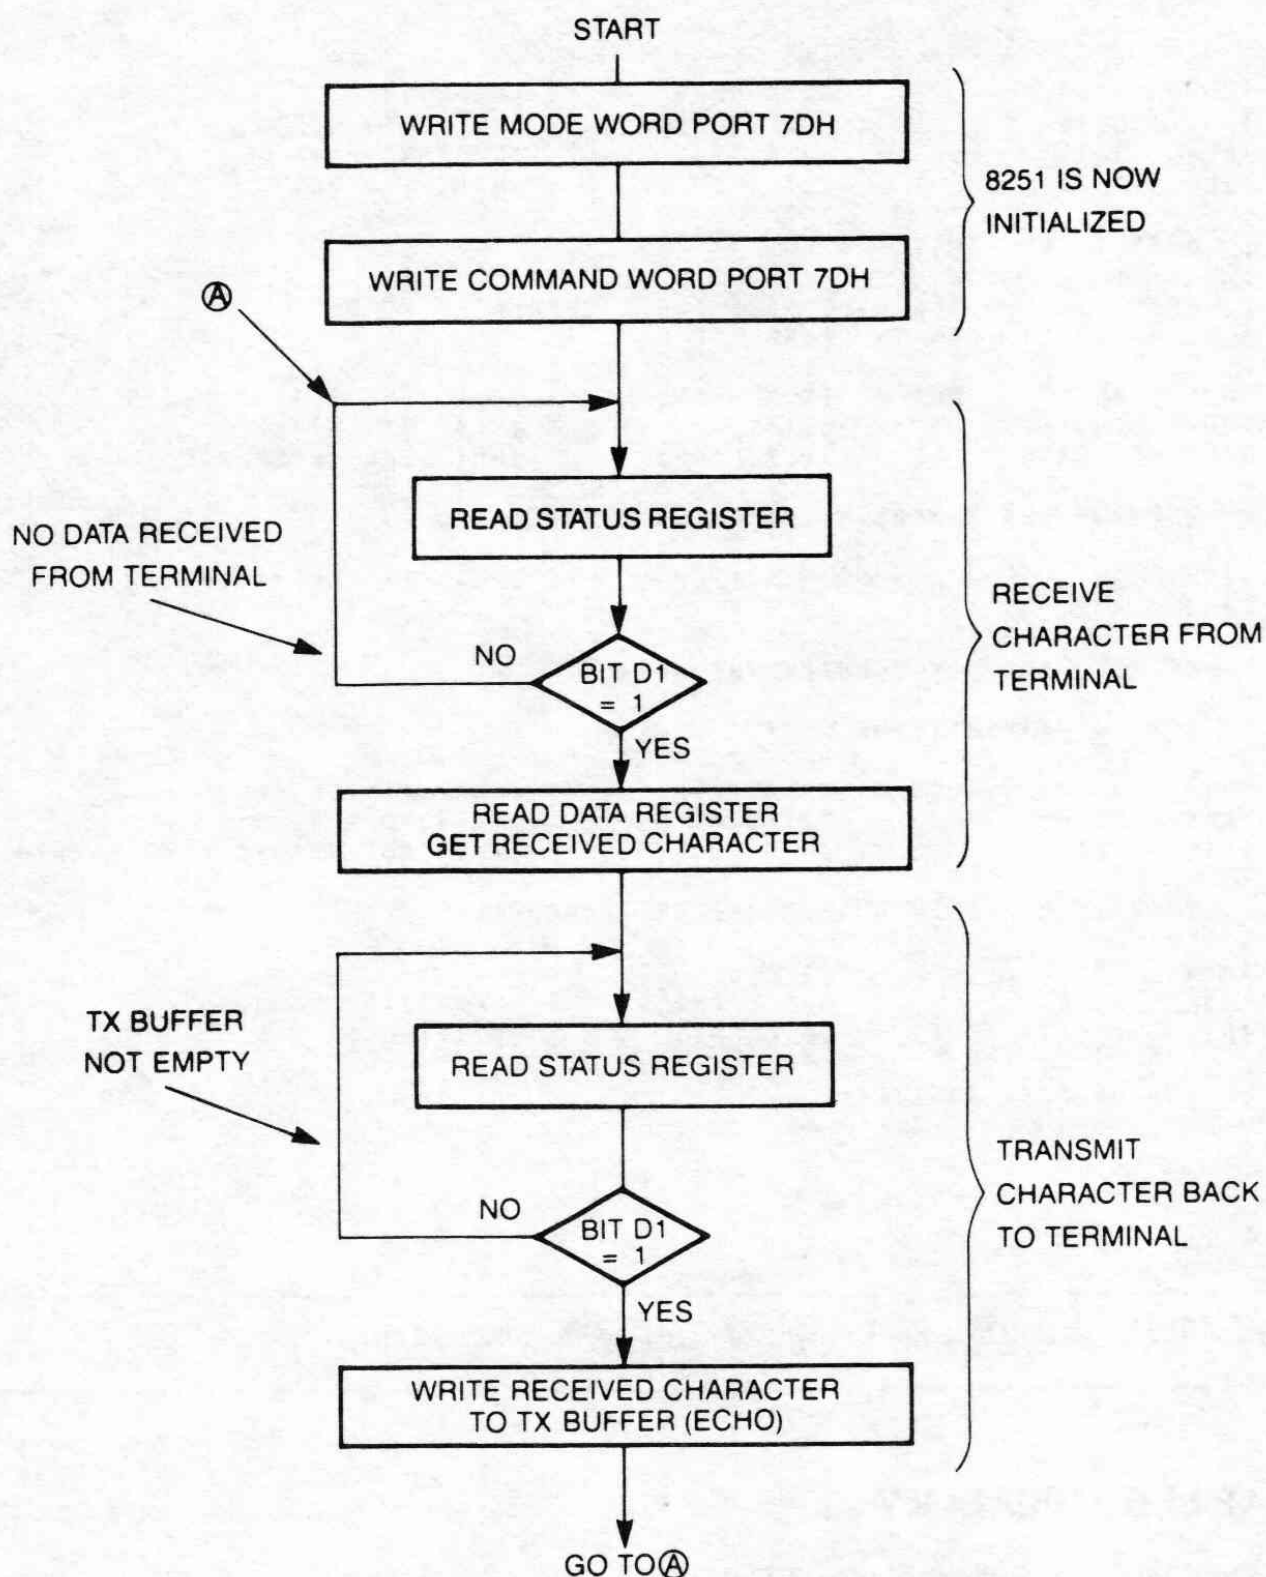 START
WRITE MODE WORD PORT 7DH
8251 IS NOW
INITIALIZED
WRITE COMMAND WORD PORT 7DH
Ⓐ
READ STATUS REGISTER
NO DATA RECEIVED
FROM TERMINAL
RECEIVE
CHARACTER FROM
TERMINAL
NO
BIT D1
= 1
YES
READ DATA REGISTER
GET RECEIVED CHARACTER
TX BUFFER
NOT EMPTY
READ STATUS REGISTER
TRANSMIT
CHARACTER BACK
TO TERMINAL
NO
BIT D1
= 1
YES
WRITE RECEIVED CHARACTER
TO TX BUFFER (ECHO)
GO TO Ⓐ